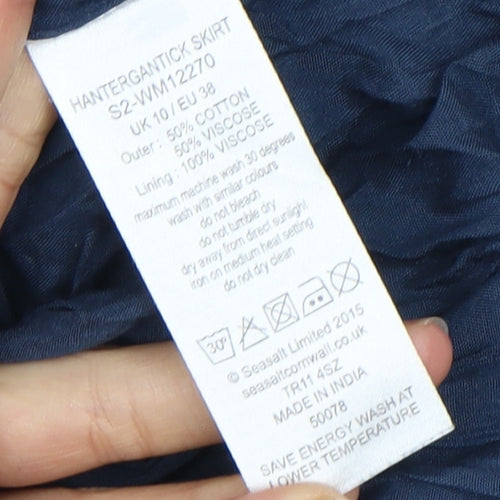 HANTERGANTICK SKIRT
S2-WM12270
UK 10 / EU 38
Outer : 50% COTTON
50% VISCOSE
Lining : 100% VISCOSE
maximum machine wash 30 degrees
wash with similar colours
do not bleach
do not tumble dry
dry away from direct sunlight
iron on medium heat setting
do not dry clean
30°
© Seasalt Limited 2015
seasaltcornwall.co.uk
TR11 4SZ
MADE IN INDIA
50078
SAVE ENERGY WASH AT
LOWER TEMPERATURE